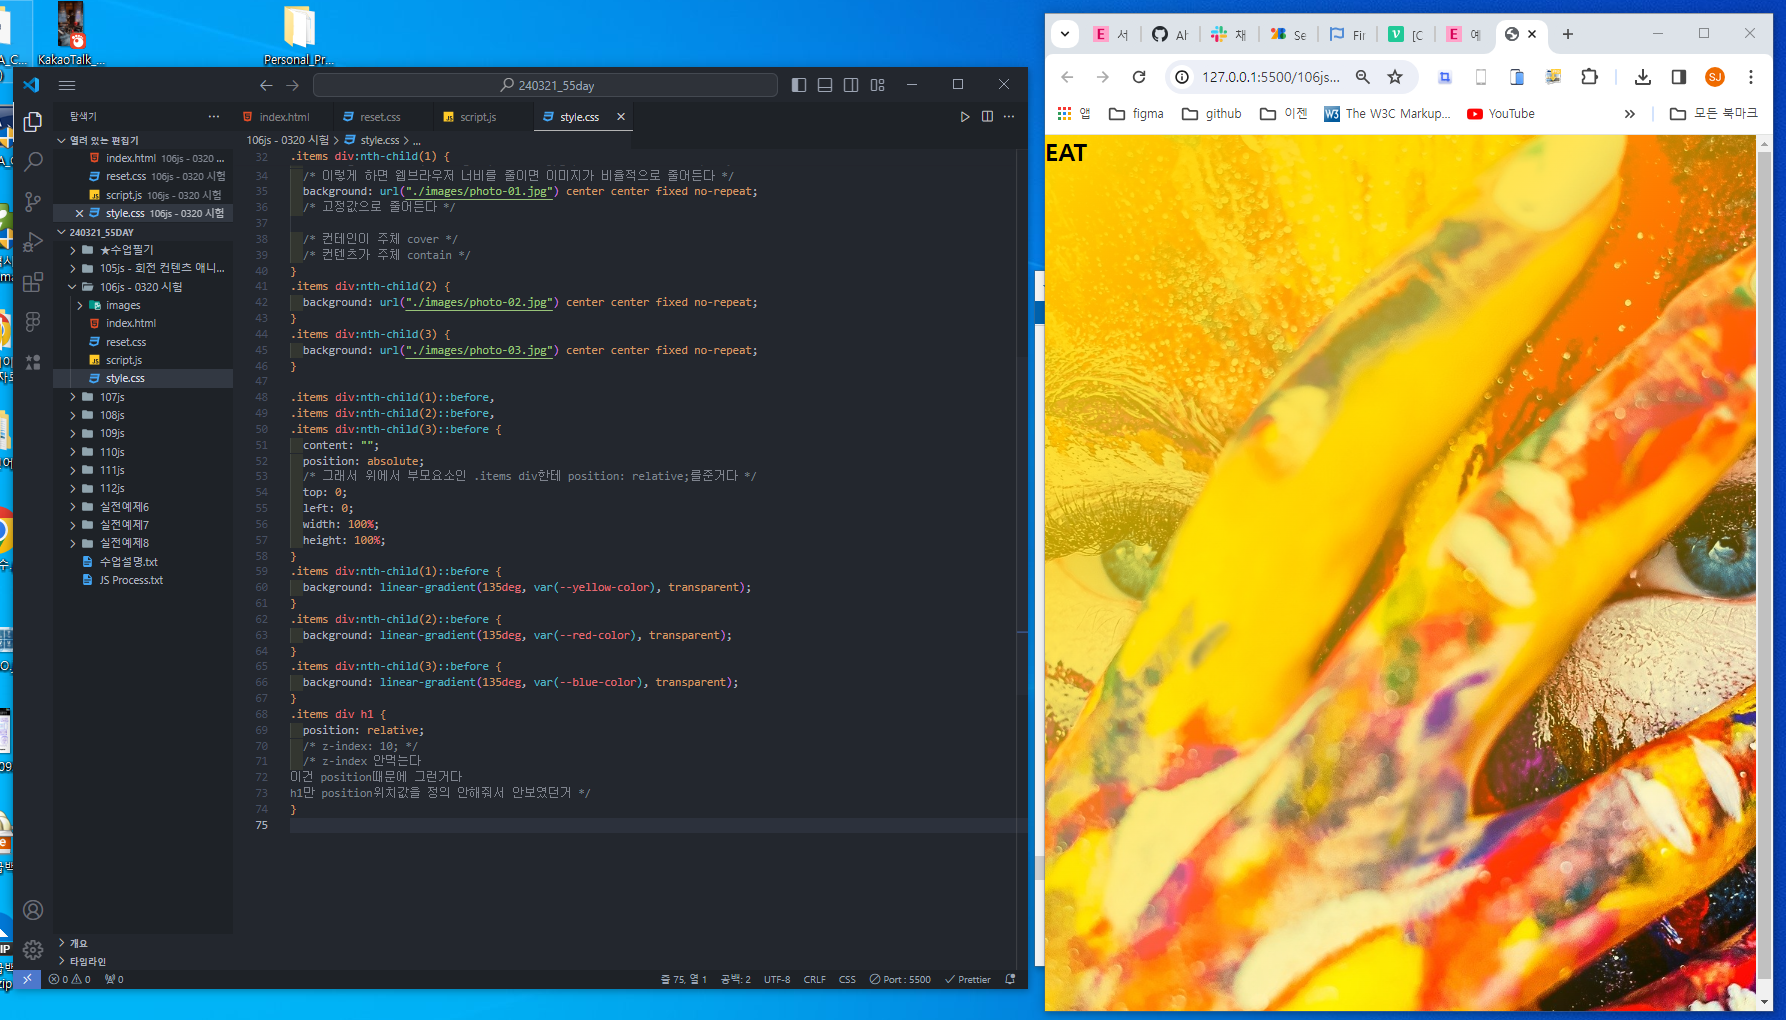 KakaoTalk_...
Personal_Pr...
240321_55day
탐색기
index.html
reset.css
script.js
style.css
열려 있는 편집기
index.html 106js - 0320 ...
reset.css 106js - 0320 시험
script.js 106js - 0320 시험
style.css 106js - 0320 시험
240321_55DAY
★수업필기
105js - 회전 컨텐츠 애니...
106js - 0320 시험
images
index.html
reset.css
script.js
style.css
107js
108js
109js
110js
111js
112js
실전예제6
실전예제7
실전예제8
수업설명.txt
JS Process.txt
개요
타임라인
106js - 0320 시험 > style.css > ...
32 .items div:nth-child(1) {
34 /* 이렇게 하면 웹브라우저 너비를 줄이면 이미지가 비율적으로 줄어든다 */
35 background: url("./images/photo-01.jpg") center center fixed no-repeat;
36 /* 고정값으로 줄어든다 */
37
38 /* 컨테인이 주체 cover */
39 /* 컨텐츠가 주체 contain */
40 }
41 .items div:nth-child(2) {
42 background: url("./images/photo-02.jpg") center center fixed no-repeat;
43 }
44 .items div:nth-child(3) {
45 background: url("./images/photo-03.jpg") center center fixed no-repeat;
46 }
47
48 .items div:nth-child(1)::before,
49 .items div:nth-child(2)::before,
50 .items div:nth-child(3)::before {
51 content: "";
52 position: absolute;
53 /* 그래서 위에서 부모요소인 .items div한테 position: relative;를준거다 */
54 top: 0;
55 left: 0;
56 width: 100%;
57 height: 100%;
58 }
59 .items div:nth-child(1)::before {
60 background: linear-gradient(135deg, var(--yellow-color), transparent);
61 }
62 .items div:nth-child(2)::before {
63 background: linear-gradient(135deg, var(--red-color), transparent);
64 }
65 .items div:nth-child(3)::before {
66 background: linear-gradient(135deg, var(--blue-color), transparent);
67 }
68 .items div h1 {
69 position: relative;
70 /* z-index: 10; */
71 /* z-index 안먹는다
72 이건 position때문에 그런거다
73 h1만 position위치값을 정의 안해줘서 안보였던거 */
74 }
75
0 0 0
줄 75, 열 1 공백: 2 UTF-8 CRLF CSS Port : 5500 Prettier
E 서 Al 채 Se Fir [C E 예
127.0.0.1:5500/106js...
SJ
앱 figma github 이젠 The W3C Markup... YouTube 모든 북마크
EAT